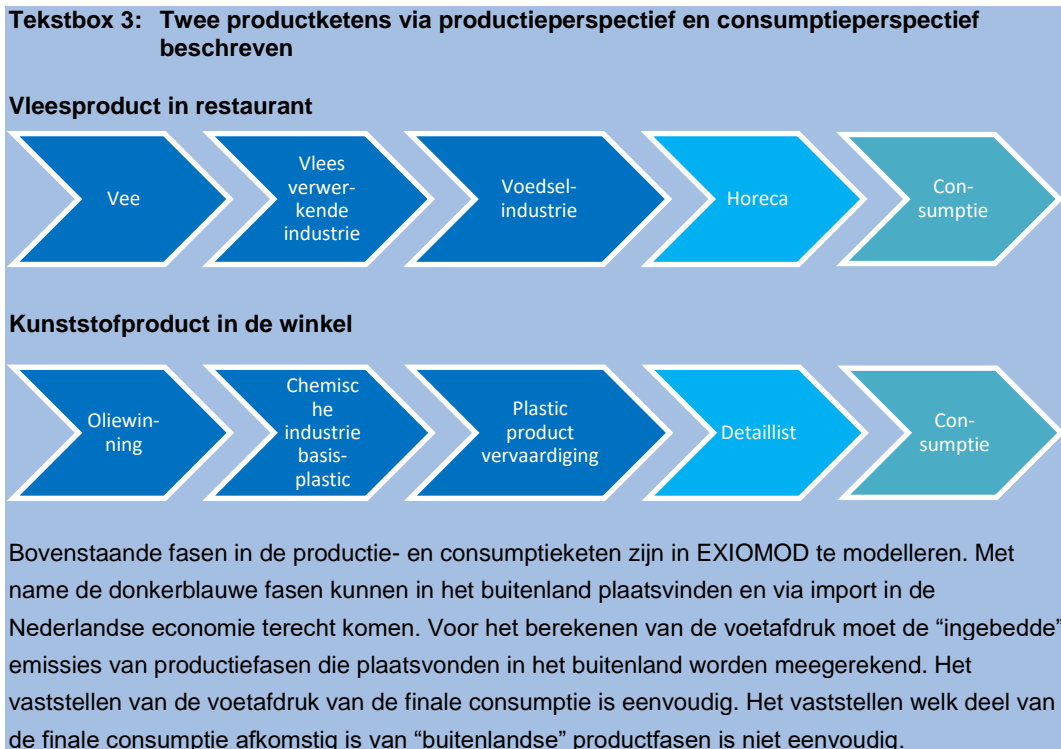 Tekstbox 3: Twee productketens via productieperspectief en consumptieperspectief
beschreven
Vleesproduct in restaurant
Vee
Vlees
verwer-
kende
industrie
Voedsel-
industrie
Horeca
Con-
sumptie
Kunststofproduct in de winkel
Oliewin-
ning
Chemisc
he
industrie
basis-
plastic
Plastic
product
vervaardiging
Detaillist
Con-
sumptie
Bovenstaande fasen in de productie- en consumptieketen zijn in EXIOMOD te modelleren. Met
name de donkerblauwe fasen kunnen in het buitenland plaatsvinden en via import in de
Nederlandse economie terecht komen. Voor het berekenen van de voetafdruk moet de “ingebedde”
emissies van productiefasen die plaatsvonden in het buitenland worden meegerekend. Het
vaststellen van de voetafdruk van de finale consumptie is eenvoudig. Het vaststellen welk deel van
de finale consumptie afkomstig is van “buitenlandse” productfasen is niet eenvoudig.